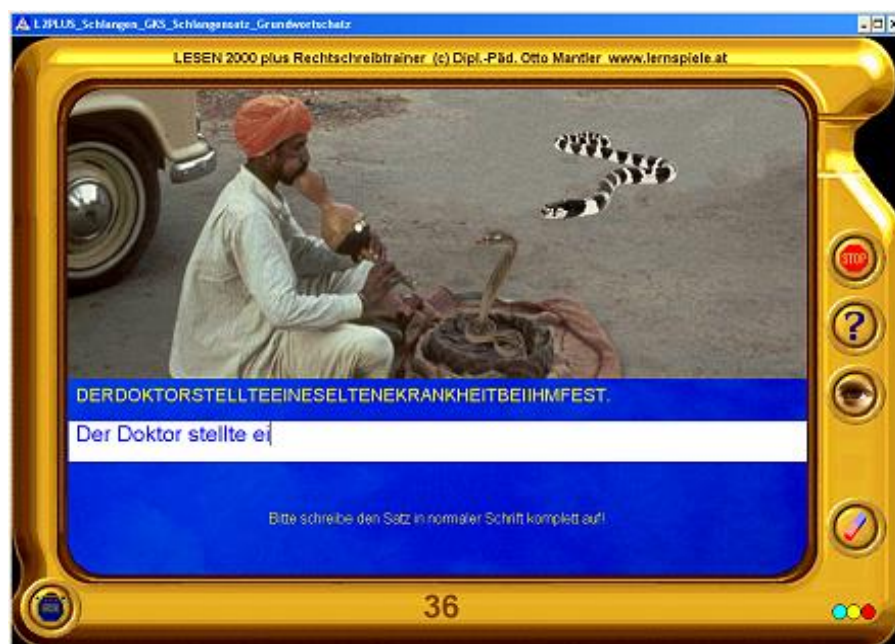 L2PLUS_Schlangen_GKS_Schlangensatz_Grundwortschatz
LESEN 2000 plus Rechtschreibtrainer (c) Dipl.-Päd. Otto Mantler www.lernspiele.at
STOP
?
DERDOKTORSTELLTEEINESELTENEKRANKHEITBEIIHMFEST.
Der Doktor stellte ei
Bitte schreibe den Satz in normaler Schrift komplett auf!
36